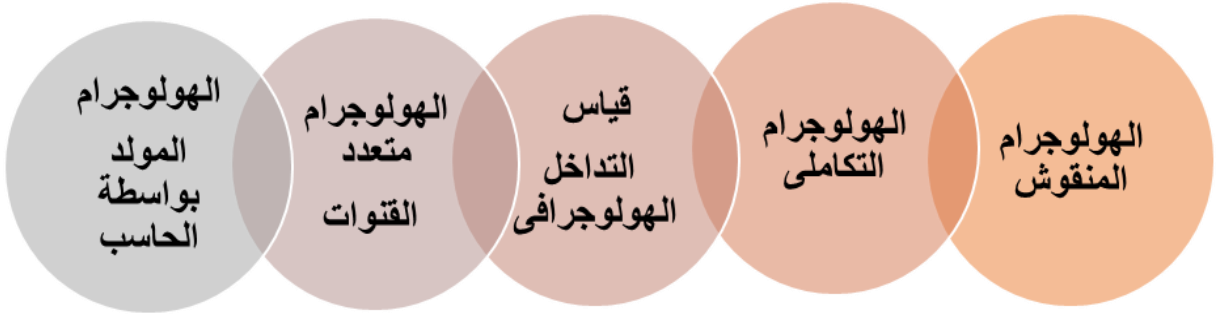 الهولوجرام
المنقوش
الهولوجرام
التكاملى
قياس
التداخل
الهولوجرافى
الهولوجرام
متعدد
القنوات
الهولوجرام
المولد
بواسطة
الحاسب